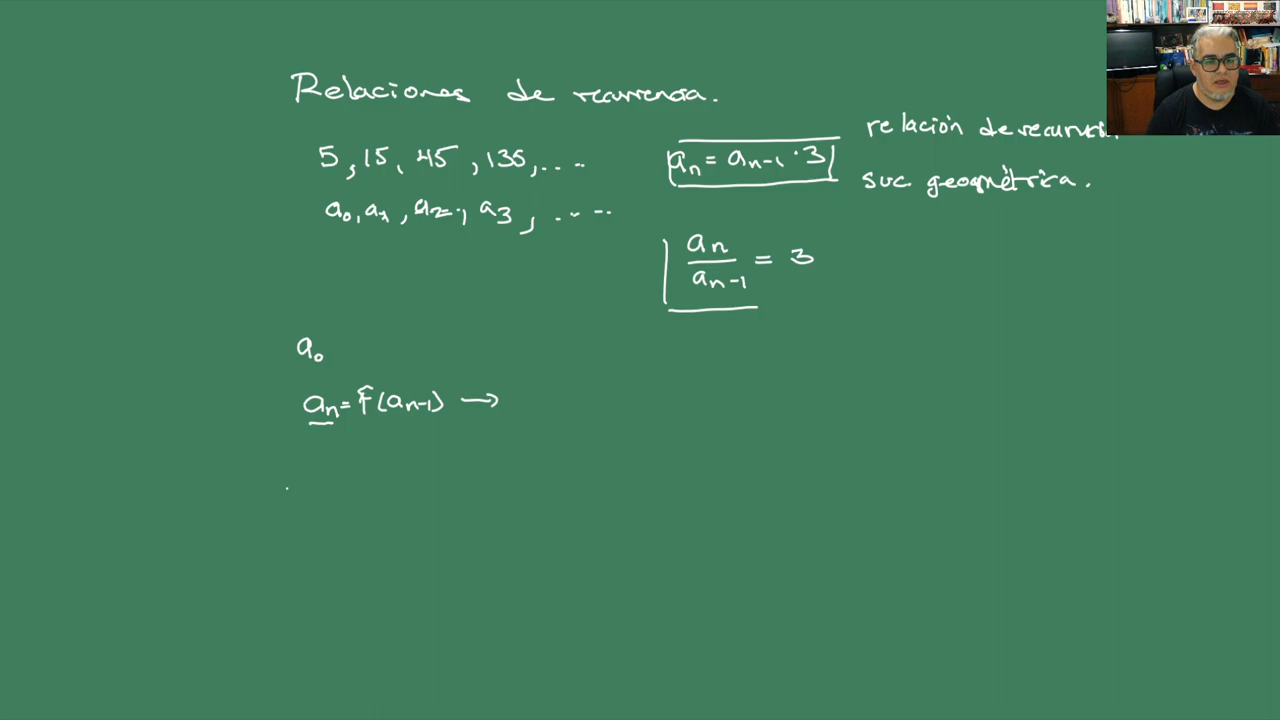 Relaciones de recurrencia.
5, 15, 45, 135, ....
a₀, a₁, a₂, a₃, .....
aₙ = aₙ₋₁ · 3
relación de
suc. geométrica.
aₙ / aₙ₋₁ = 3
a₀
aₙ = f(aₙ₋₁) →